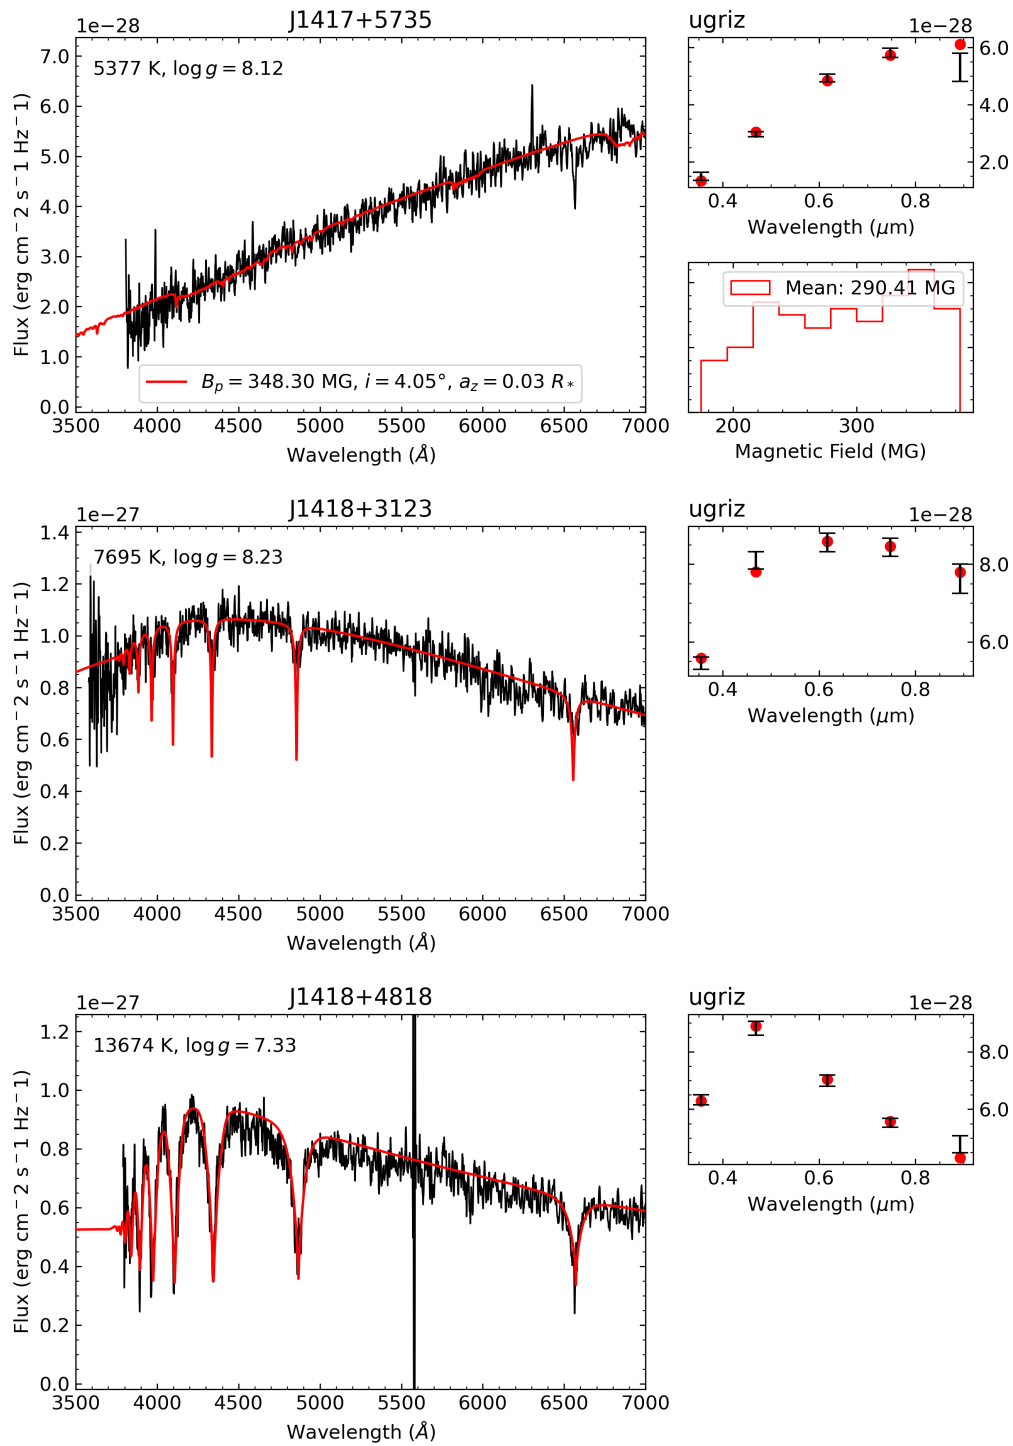 J1417+5735
1e−28
5377 K, log g = 8.12
7.0
6.0
5.0
4.0
3.0
2.0
1.0
0.0
Flux (erg cm⁻2 s⁻1 Hz⁻1)
B_p = 348.30 MG, i = 4.05°, a_z = 0.03 R_*
3500 4000 4500 5000 5500 6000 6500 7000
Wavelength (Å)
ugriz
1e−28
6.0
4.0
2.0
0.4 0.6 0.8
Wavelength (μm)
Mean: 290.41 MG
200 300
Magnetic Field (MG)
J1418+3123
1e−27
7695 K, log g = 8.23
1.4
1.2
1.0
0.8
0.6
0.4
0.2
0.0
Flux (erg cm⁻2 s⁻1 Hz⁻1)
3500 4000 4500 5000 5500 6000 6500 7000
Wavelength (Å)
ugriz
1e−28
8.0
6.0
0.4 0.6 0.8
Wavelength (μm)
J1418+4818
1e−27
13674 K, log g = 7.33
1.2
1.0
0.8
0.6
0.4
0.2
0.0
Flux (erg cm⁻2 s⁻1 Hz⁻1)
3500 4000 4500 5000 5500 6000 6500 7000
Wavelength (Å)
ugriz
1e−28
8.0
6.0
0.4 0.6 0.8
Wavelength (μm)